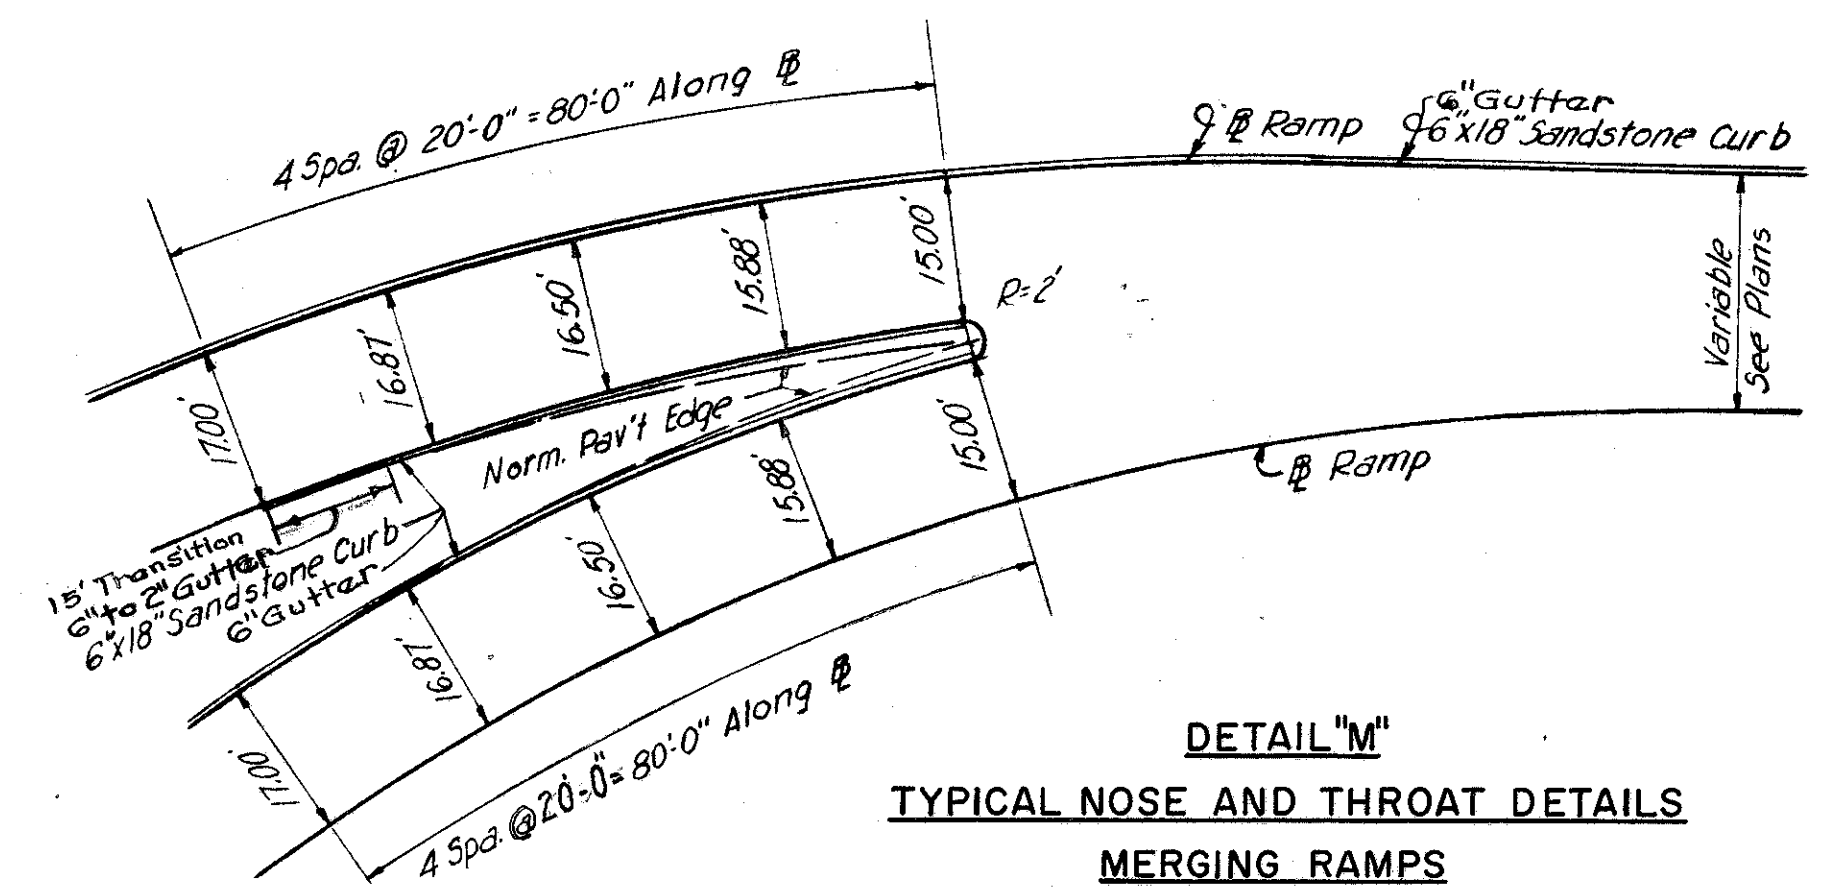 4 Spa. @ 20'-0" = 80'-0" Along ⅊
⅊ Ramp
6" Gutter
6"x18" Sandstone Curb
17.00'
16.87'
16.50'
15.88'
15.00'
R=2'
Variable
See Plans
Norm. Pav't Edge
⅊ Ramp
15' Transition
6" to 2" Gutter
6"x18" Sandstone Curb
6" Gutter
17.00'
16.87'
16.50'
15.88'
15.00'
4 Spa. @ 20'-0" = 80'-0" Along ⅊
DETAIL "M"
TYPICAL NOSE AND THROAT DETAILS
MERGING RAMPS